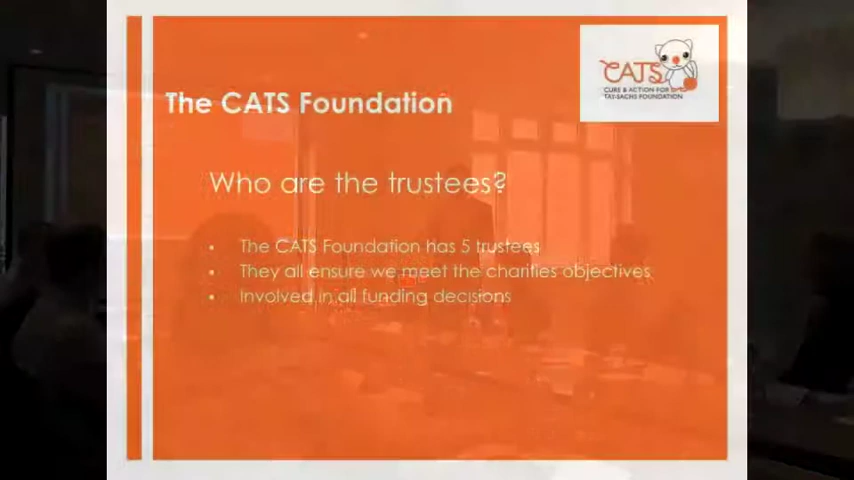 CATS
CURE & ACTION FOR
TAY-SACHS FOUNDATION
The CATS Foundation
Who are the trustees?
The CATS Foundation has 5 trustees
They all ensure we meet the charities objectives
Involved in all funding decisions